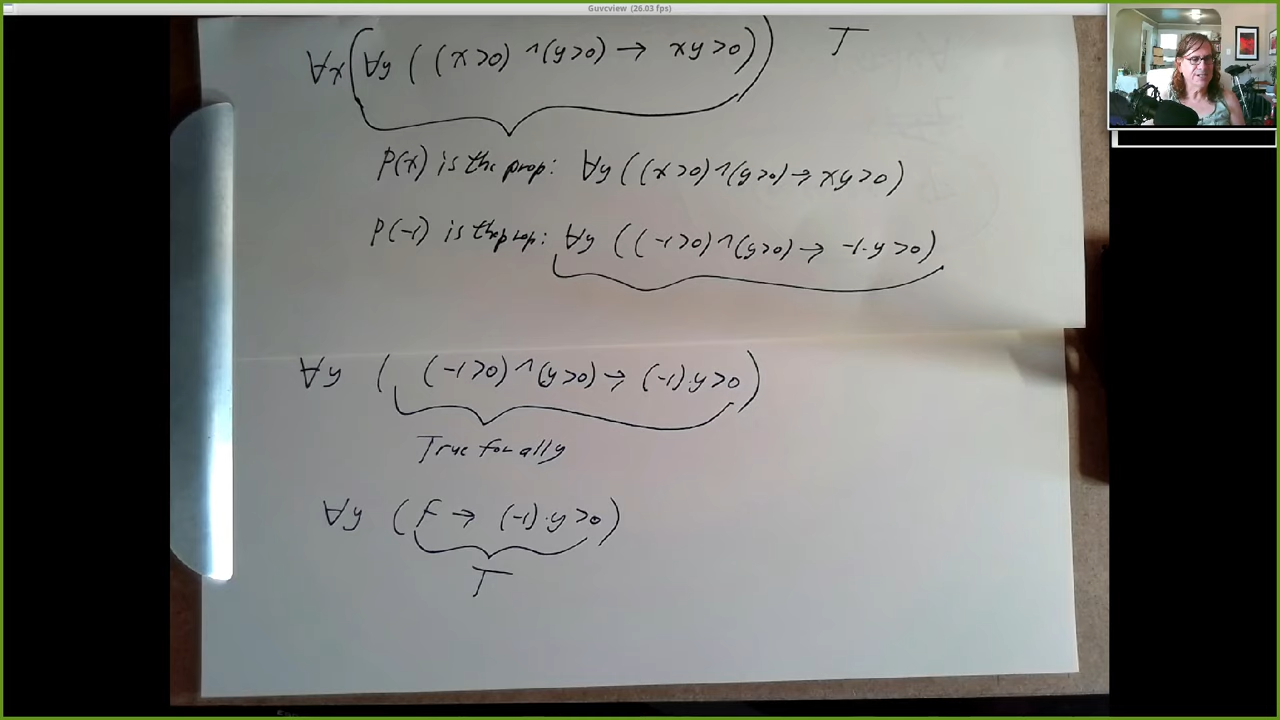 Guvcview (26.03 fps)
∀x(∀y ((x>0) ^ (y>0) → xy>0)) T
P(x) is the prop: ∀y ((x>0) ^ (y>0) → xy>0)
P(-1) is the prop: ∀y ((-1>0) ^ (y>0) → -1·y>0)
∀y ( (-1>0) ^ (y>0) → (-1)·y>0 )
True for all y
∀y (F → (-1)·y>0)
T